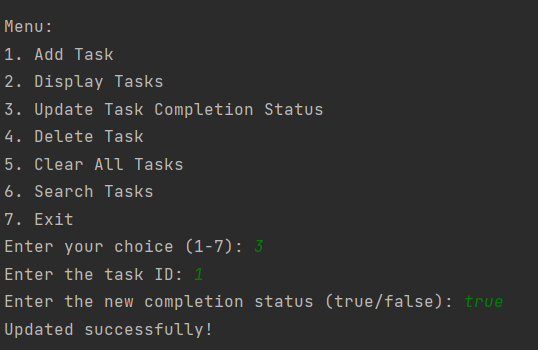 Menu:
1. Add Task
2. Display Tasks
3. Update Task Completion Status
4. Delete Task
5. Clear All Tasks
6. Search Tasks
7. Exit
Enter your choice (1-7): 3
Enter the task ID: 1
Enter the new completion status (true/false): true
Updated successfully!